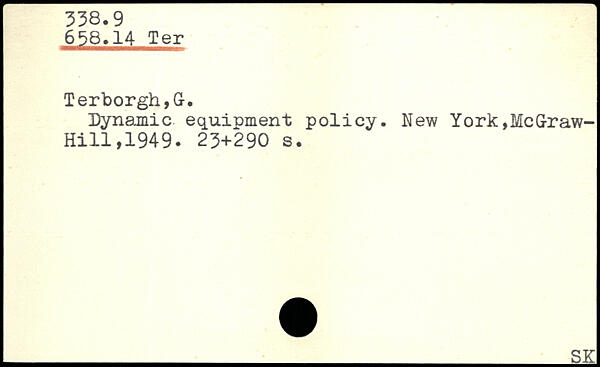 338.9
658.14 Ter
Terborgh,G.
Dynamic equipment policy. New York,McGraw-
Hill,1949. 23+290 s.
SK